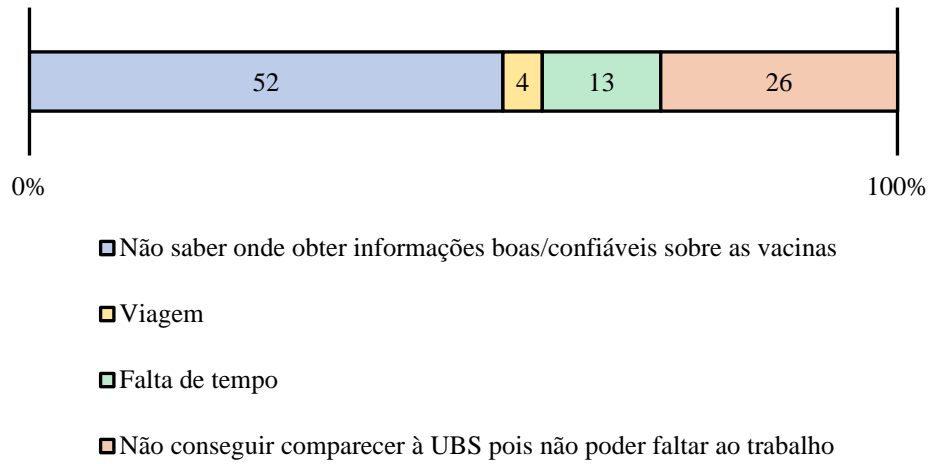 52 4 13 26
0% 100%
Não saber onde obter informações boas/confiáveis sobre as vacinas
Viagem
Falta de tempo
Não conseguir comparecer à UBS pois não poder faltar ao trabalho